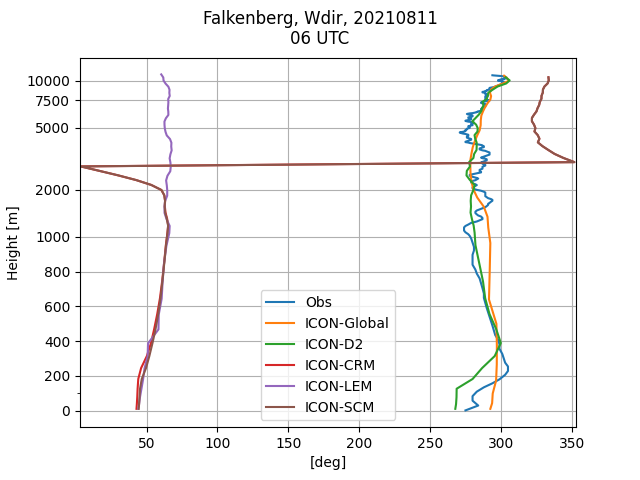 Falkenberg, Wdir, 20210811
06 UTC
10000
7500
5000
2000
1000
800
600
400
200
0
Height [m]
Obs
ICON-Global
ICON-D2
ICON-CRM
ICON-LEM
ICON-SCM
50 100 150 200 250 300 350
[deg]